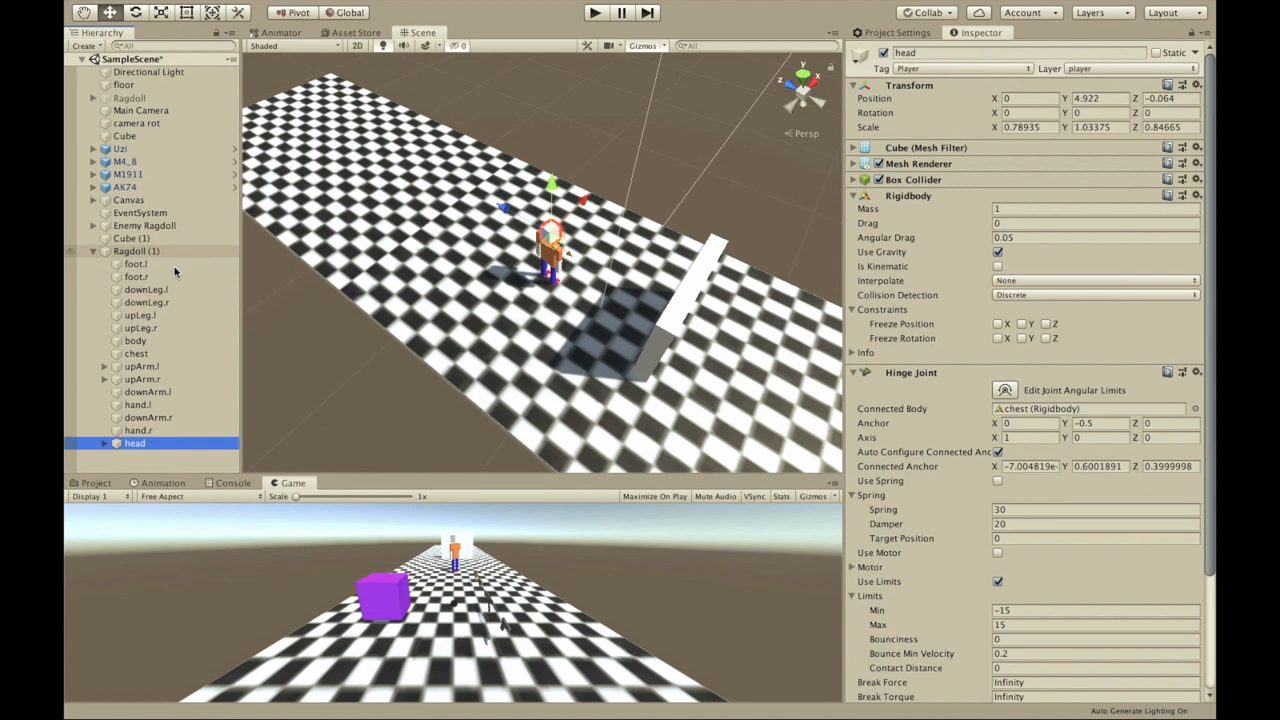 Pivot Global Collab Account Layers Layout
Hierarchy Animator Asset Store Scene Project Settings Inspector
Create All Shaded 2D 0 Gizmos All
head Static
Tag Player Layer player
SampleScene*
Directional Light
floor
Ragdoll
Main Camera
camera rot
Cube
Uzi
M4_8
M1911
AK74
Canvas
EventSystem
Enemy Ragdoll
Cube (1)
Ragdoll (1)
foot.l
foot.r
downLeg.l
downLeg.r
upLeg.l
upLeg.r
body
chest
upArm.l
upArm.r
downArm.l
hand.l
downArm.r
hand.r
head
y
x
z
Persp
Transform
Position X 0 Y 4.922 Z -0.064
Rotation X 0 Y 0 Z 0
Scale X 0.78935 Y 1.03375 Z 0.84665
Cube (Mesh Filter)
Mesh Renderer
Box Collider
Rigidbody
Mass 1
Drag 0
Angular Drag 0.05
Use Gravity
Is Kinematic
Interpolate None
Collision Detection Discrete
Constraints
Freeze Position X Y Z
Freeze Rotation X Y Z
Info
Hinge Joint
Edit Joint Angular Limits
Connected Body chest (Rigidbody)
Anchor X 0 Y -0.5 Z 0
Axis X 1 Y 0 Z 0
Auto Configure Connected Anc
Connected Anchor X -7.004819e- Y 0.6001891 Z 0.3999998
Use Spring
Spring
Spring 30
Damper 20
Target Position 0
Use Motor
Motor
Use Limits
Limits
Min -15
Max 15
Bounciness 0
Bounce Min Velocity 0.2
Contact Distance 0
Break Force Infinity
Break Torque Infinity
Project Animation Console Game
Display 1 Free Aspect Scale 1x Maximize On Play Mute Audio VSync Stats Gizmos
Auto Generate Lighting On